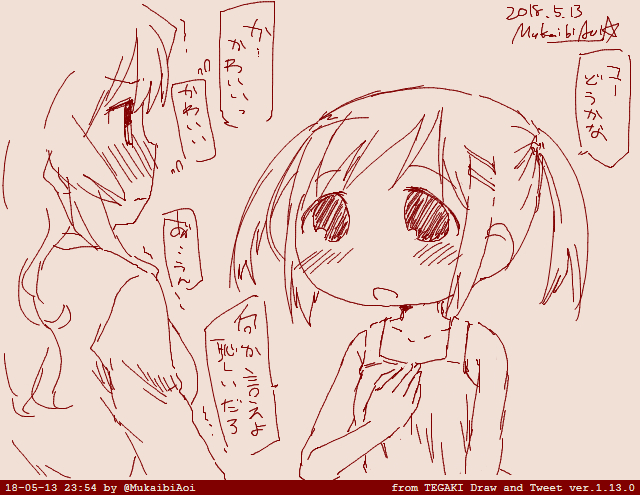 2018.5.13
MukaibiAoi☆
ユー
どうかな
か…
かわいいっ
かわいい
お…うん…
何か言えよ
恥しいだろ
18-05-13 23:54 by @MukaibiAoi
from TEGAKI Draw and Tweet ver.1.13.0